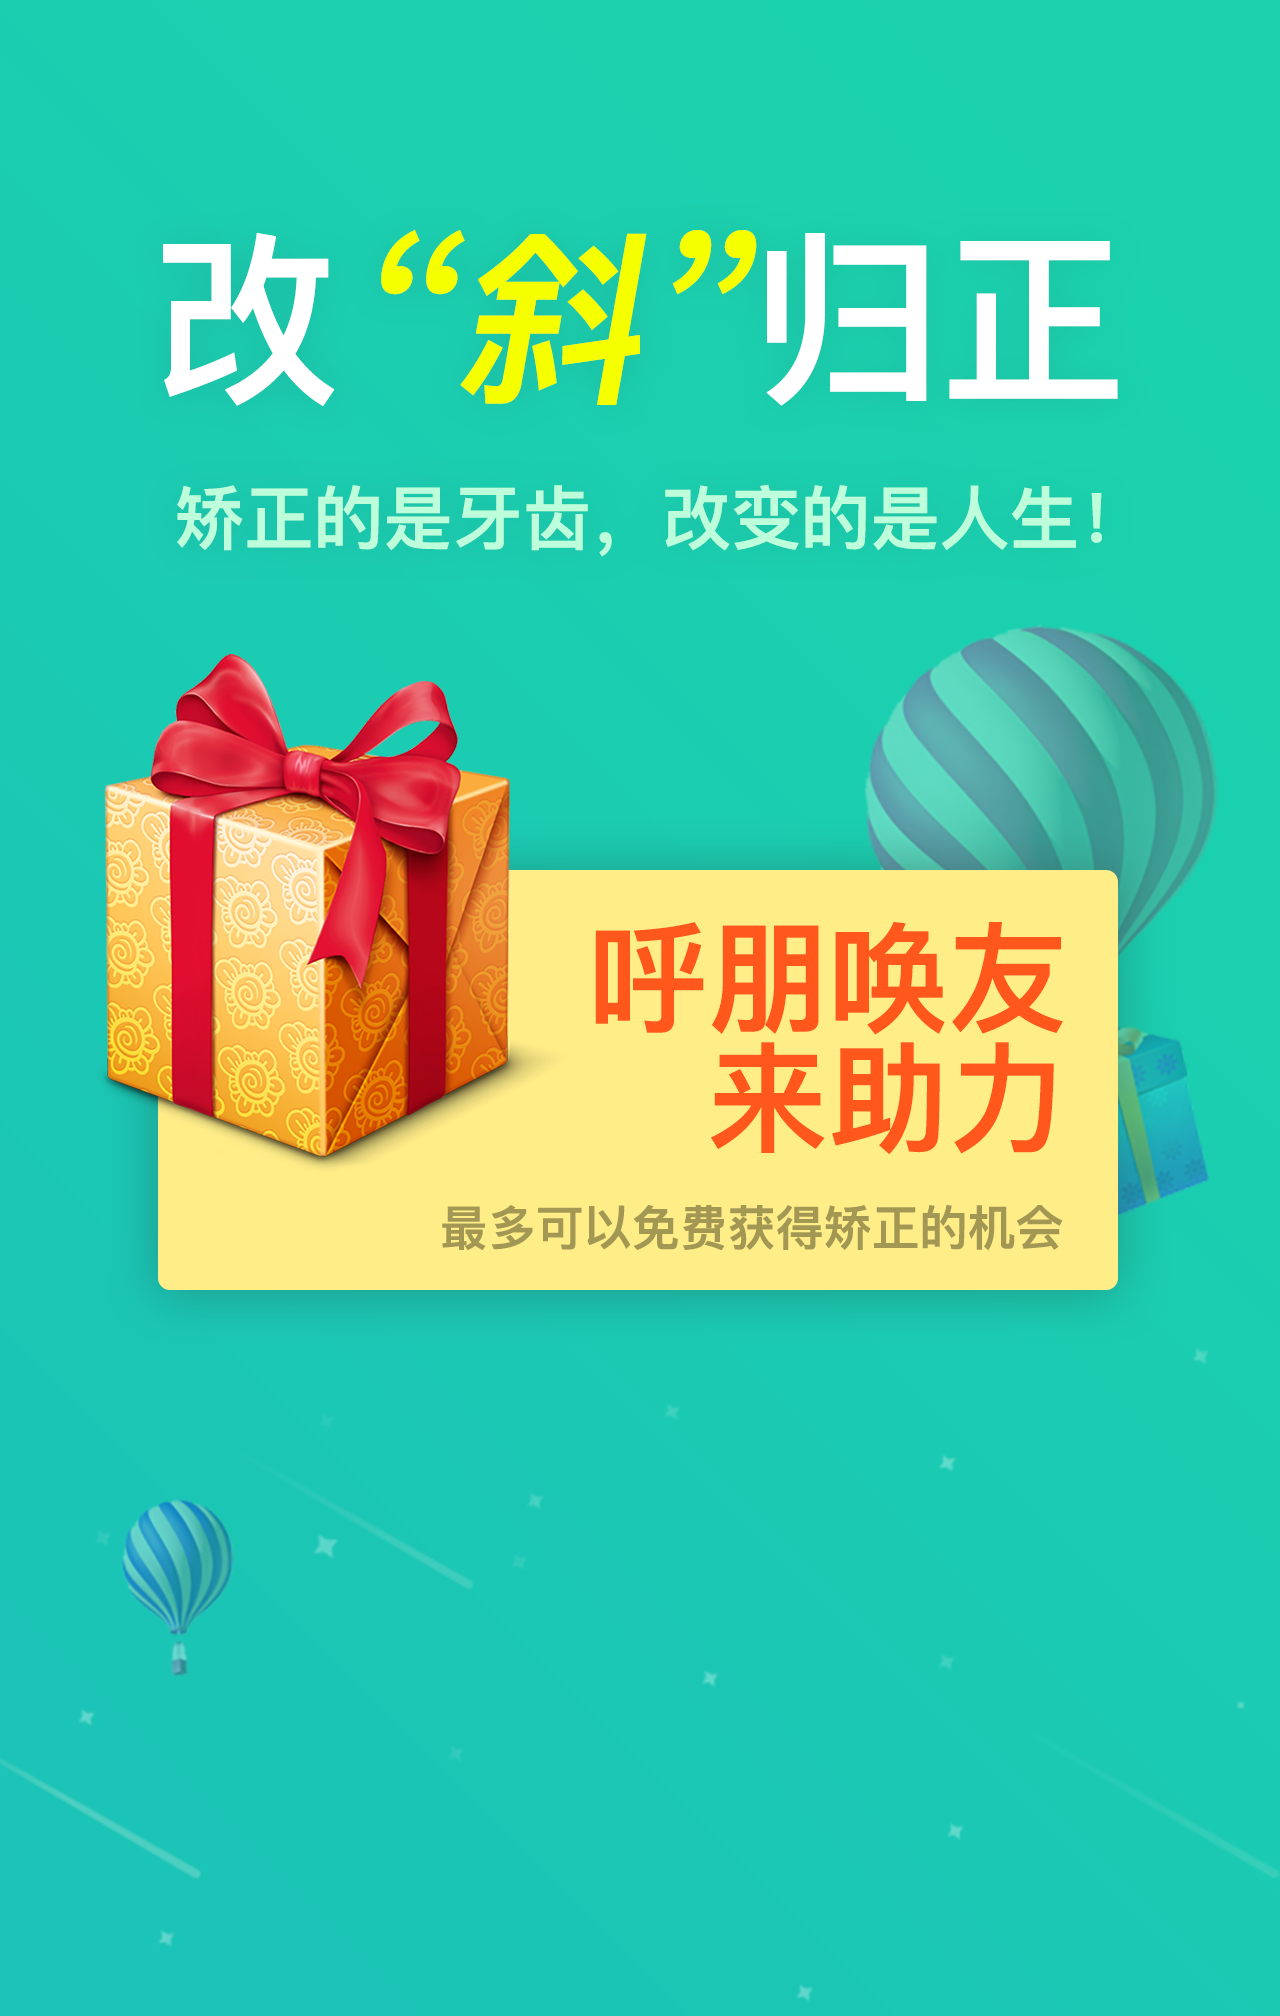 改“斜”归正
矫正的是牙齿，改变的是人生！
呼朋唤友
来助力
最多可以免费获得矫正的机会